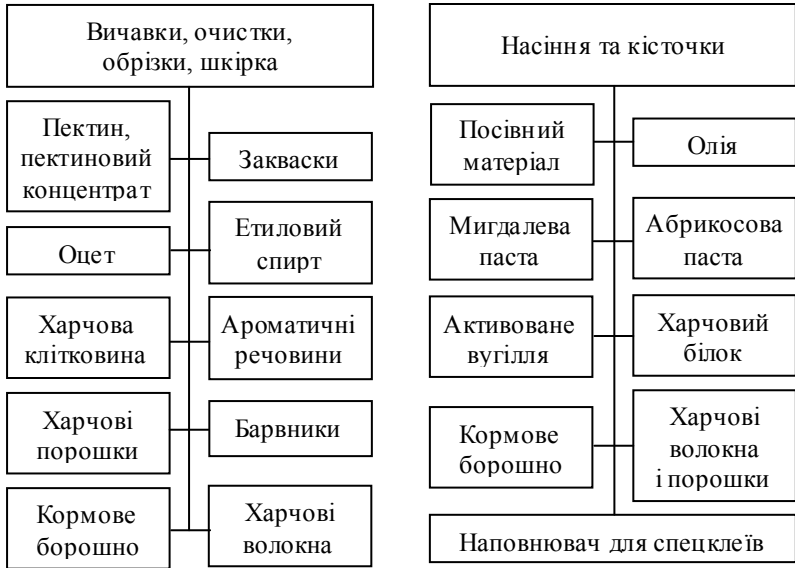 Вичавки, очистки,
обрізки, шкірка
Пектин,
пектиновий
концентрат
Закваски
Оцет
Етиловий
спирт
Харчова
клітковина
Ароматичні
речовини
Харчові
порошки
Барвники
Кормове
борошно
Харчові
волокна
Насіння та кісточки
Посівний
матеріал
Олія
Мигдалева
паста
Абрикосова
паста
Активоване
вугілля
Харчовий
білок
Кормове
борошно
Харчові
волокна
і порошки
Наповнювач для спецклеїв